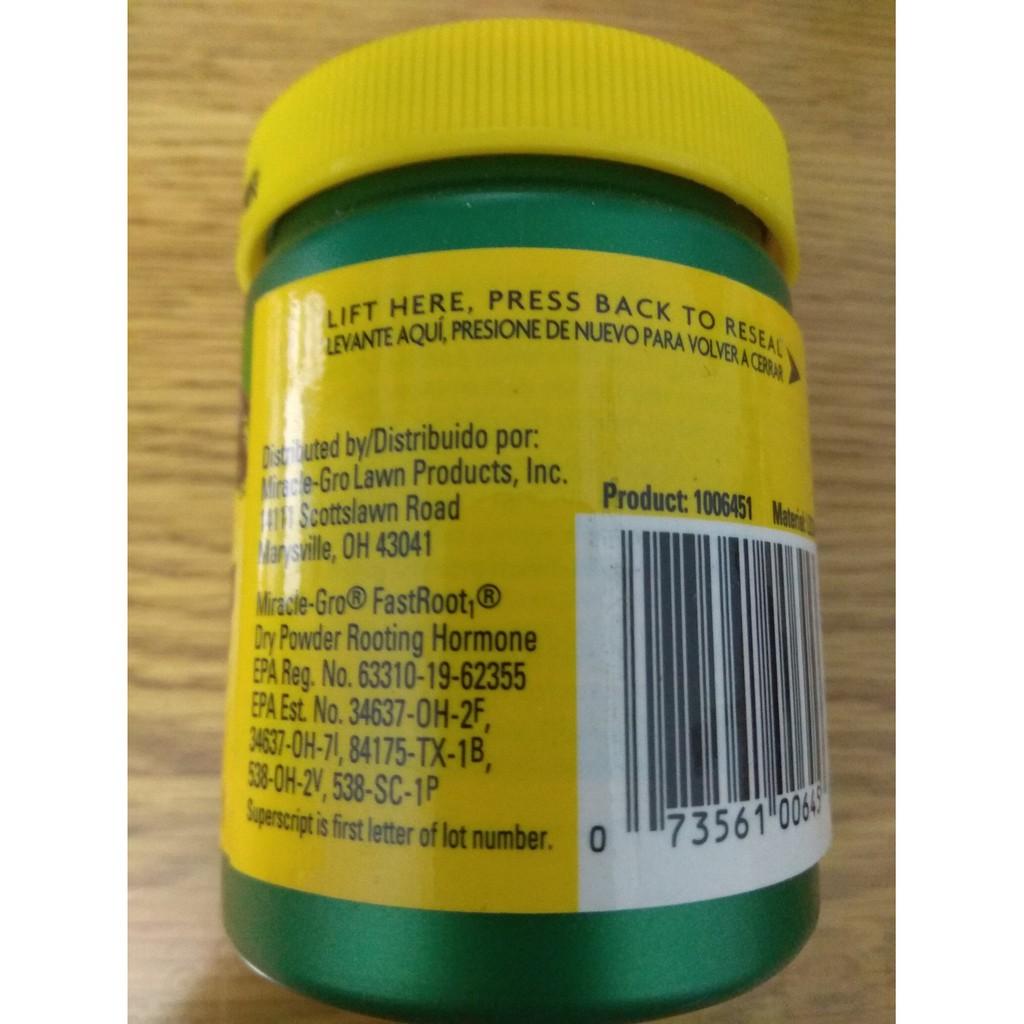 LIFT HERE, PRESS BACK TO RESEAL
LEVANTE AQUÍ, PRESIONE DE NUEVO PARA VOLVER A CERRAR
Distributed by/Distribuido por:
Miracle-Gro Lawn Products, Inc.
14111 Scottslawn Road
Marysville, OH 43041
Product: 1006451
Miracle-Gro® FastRoot₁®
Dry Powder Rooting Hormone
EPA Reg. No. 63310-19-62355
EPA Est. No. 34637-OH-2F,
34637-OH-7I, 84175-TX-1B,
538-OH-2V, 538-SC-1P
Superscript is first letter of lot number.
0 73561 00645